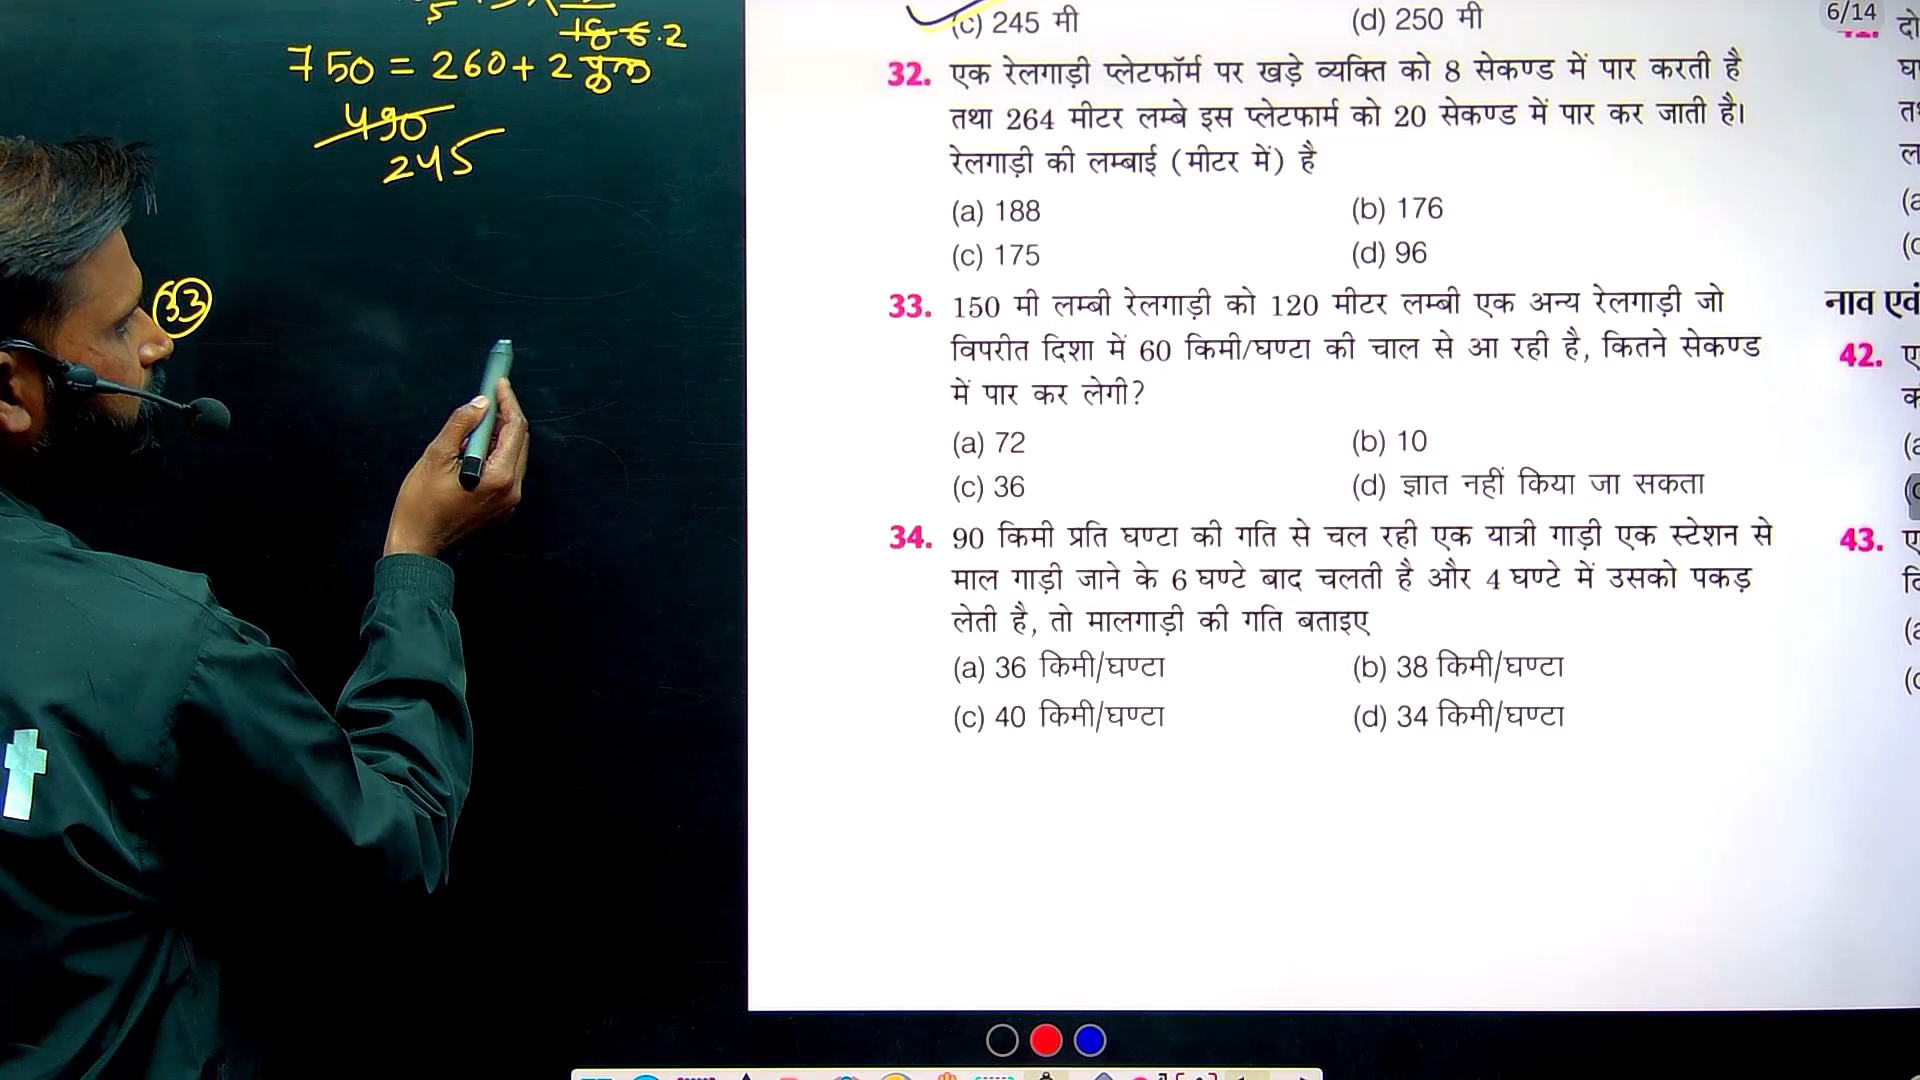 750 = 260 + 2 पुल
490
245
33
(c) 245 मी
(d) 250 मी
6/14
32. एक रेलगाड़ी प्लेटफॉर्म पर खड़े व्यक्ति को 8 सेकण्ड में पार करती है
तथा 264 मीटर लम्बे इस प्लेटफार्म को 20 सेकण्ड में पार कर जाती है।
रेलगाड़ी की लम्बाई (मीटर में) है
(a) 188
(b) 176
(c) 175
(d) 96
33. 150 मी लम्बी रेलगाड़ी को 120 मीटर लम्बी एक अन्य रेलगाड़ी जो
विपरीत दिशा में 60 किमी/घण्टा की चाल से आ रही है, कितने सेकण्ड
में पार कर लेगी?
(a) 72
(b) 10
(c) 36
(d) ज्ञात नहीं किया जा सकता
34. 90 किमी प्रति घण्टा की गति से चल रही एक यात्री गाड़ी एक स्टेशन से
माल गाड़ी जाने के 6 घण्टे बाद चलती है और 4 घण्टे में उसको पकड़
लेती है, तो मालगाड़ी की गति बताइए
(a) 36 किमी/घण्टा
(b) 38 किमी/घण्टा
(c) 40 किमी/घण्टा
(d) 34 किमी/घण्टा
दो
नाव एवं
42.
43.